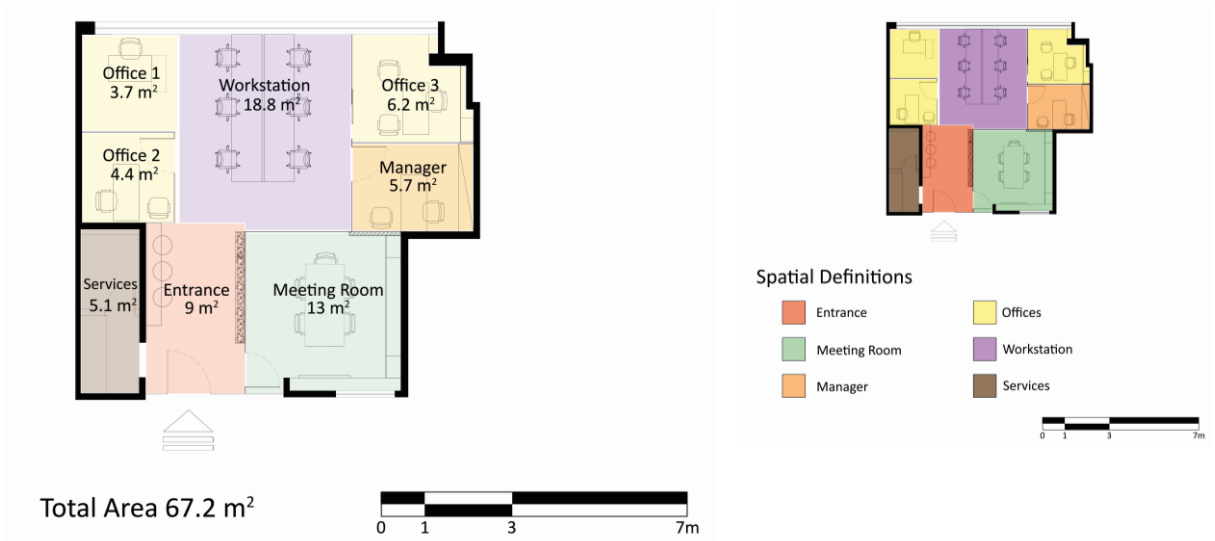 Office 1
3.7 m²
Workstation
18.8 m²
Office 3
6.2 m²
Office 2
4.4 m²
Manager
5.7 m²
Services
5.1 m²
Entrance
9 m²
Meeting Room
13 m²
Total Area 67.2 m²
0 1 3 7m
Spatial Definitions
Entrance
Offices
Meeting Room
Workstation
Manager
Services
0 1 3 7m